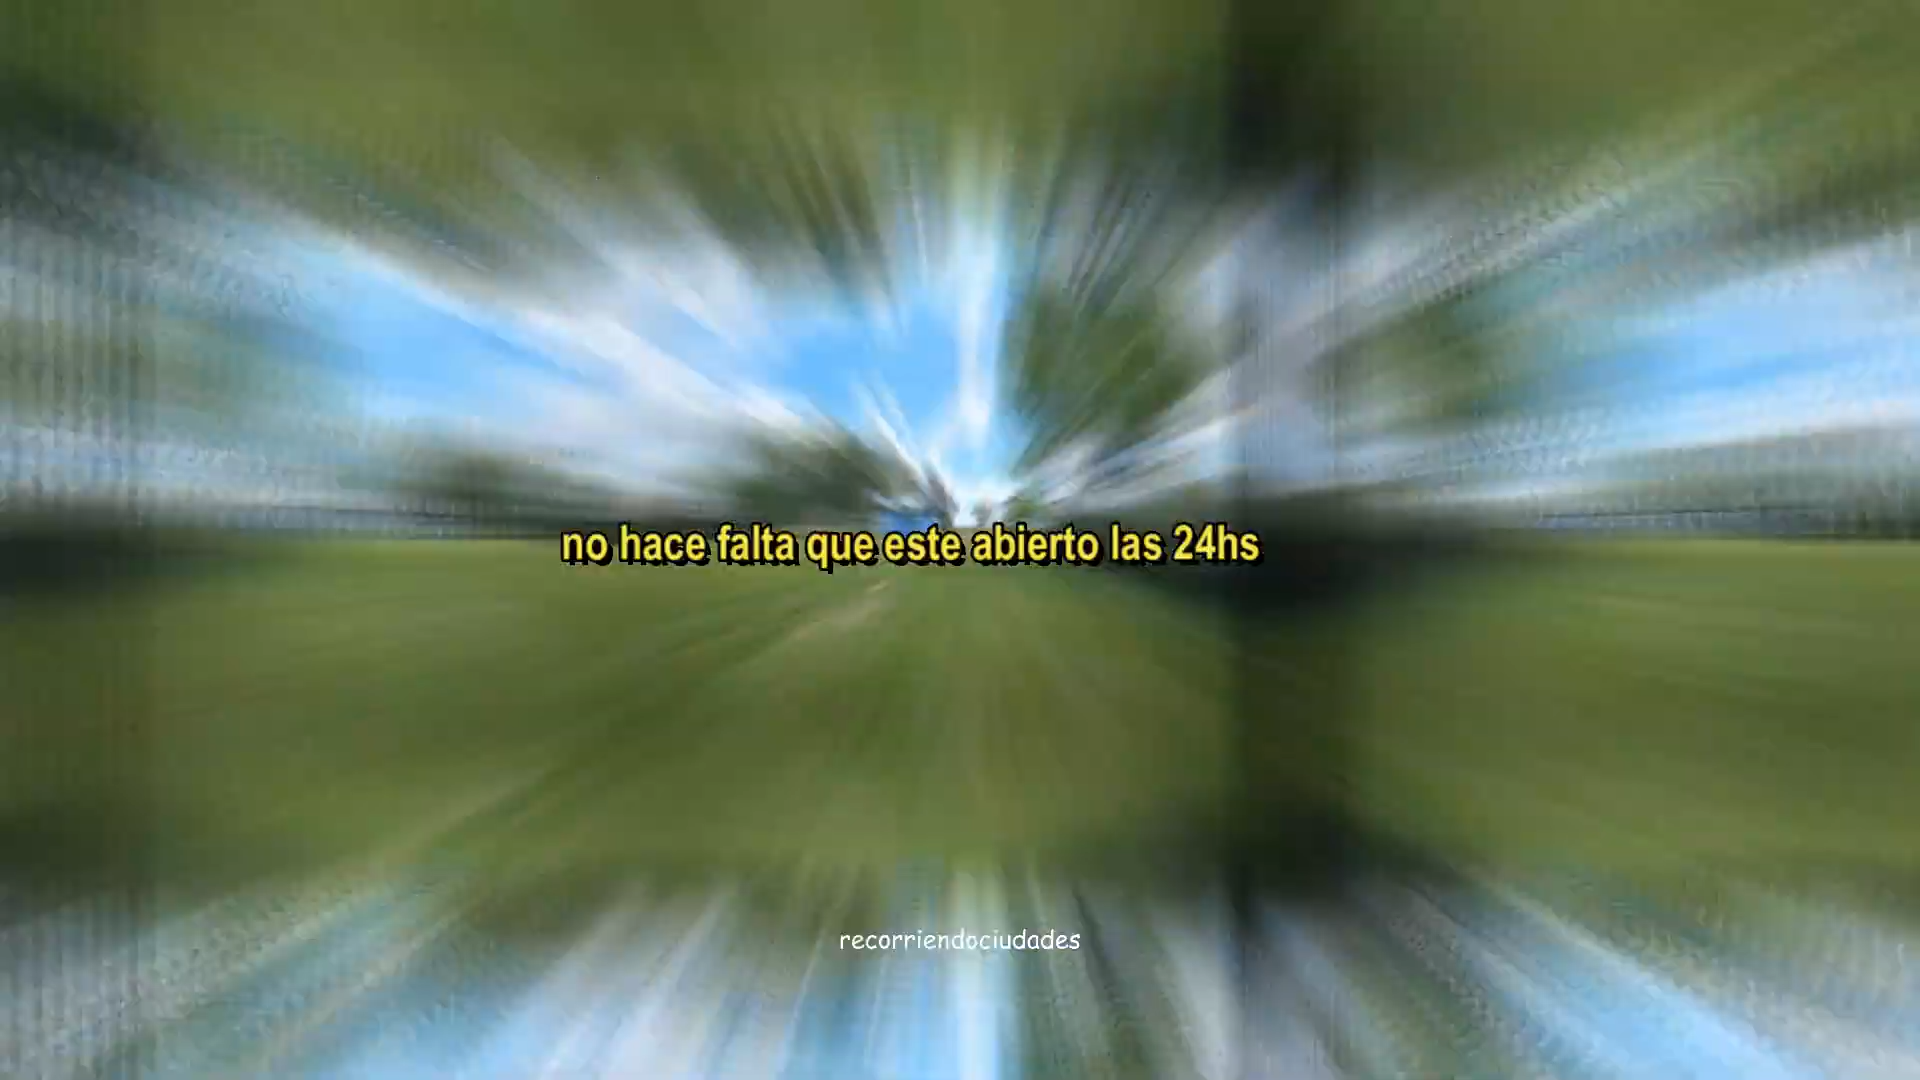 no hace falta que este abierto las 24hs
recorriendociudades